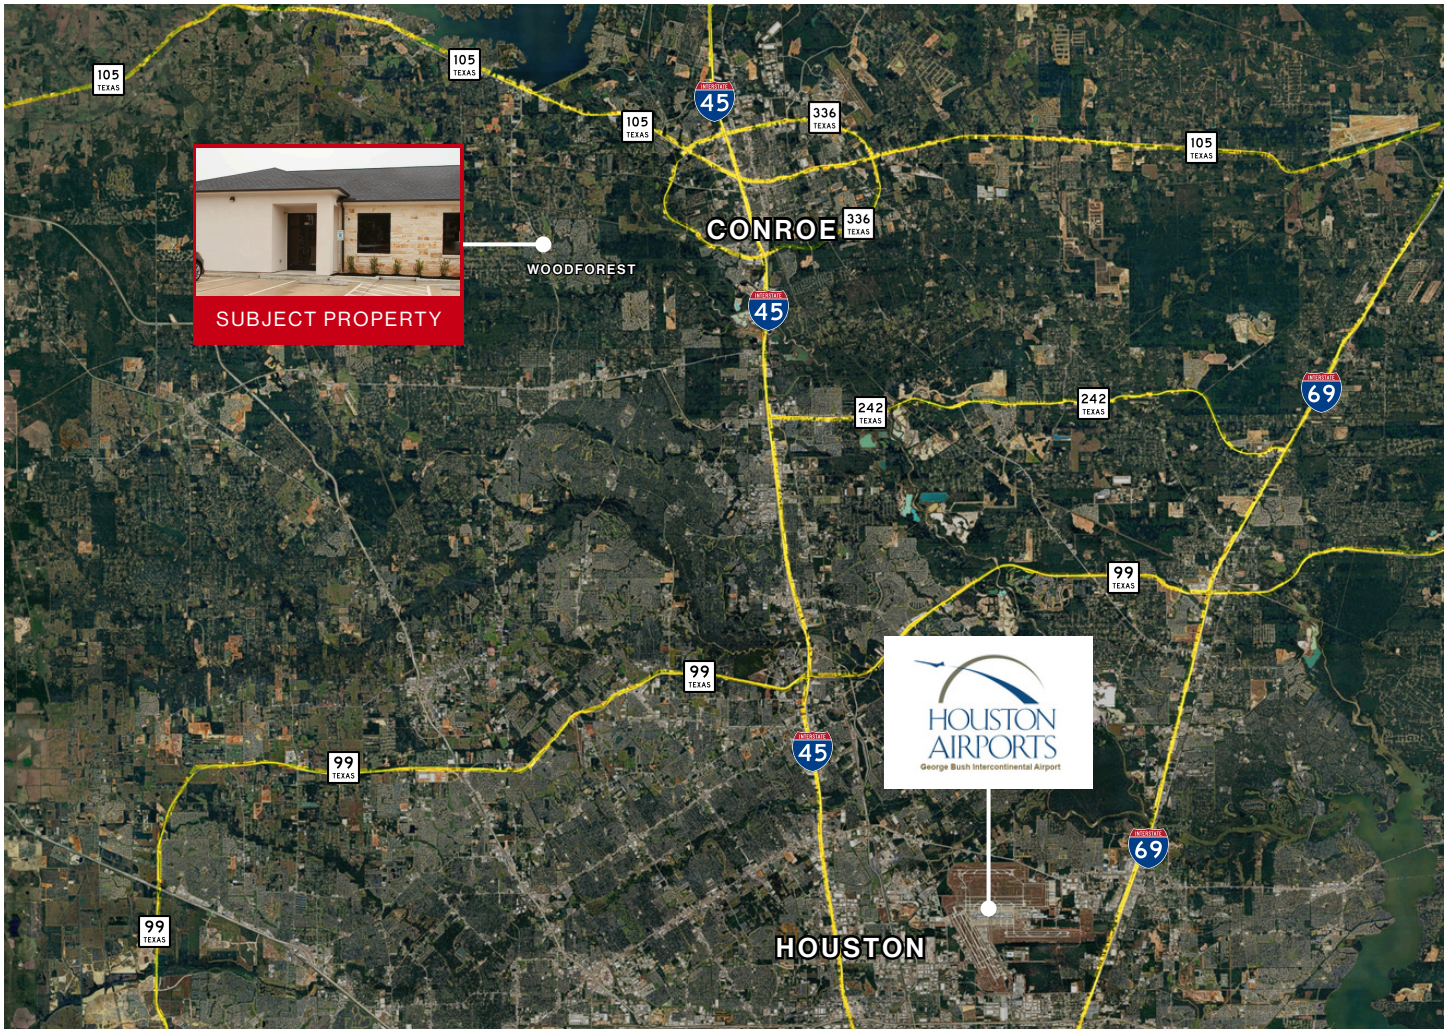 105
TEXAS
105
TEXAS
INTERSTATE
45
105
TEXAS
336
TEXAS
105
TEXAS
CONROE
336
TEXAS
WOODFOREST
SUBJECT PROPERTY
INTERSTATE
45
INTERSTATE
69
242
TEXAS
242
TEXAS
99
TEXAS
99
TEXAS
HOUSTON
AIRPORTS
George Bush Intercontinental Airport
INTERSTATE
45
99
TEXAS
INTERSTATE
69
99
TEXAS
HOUSTON